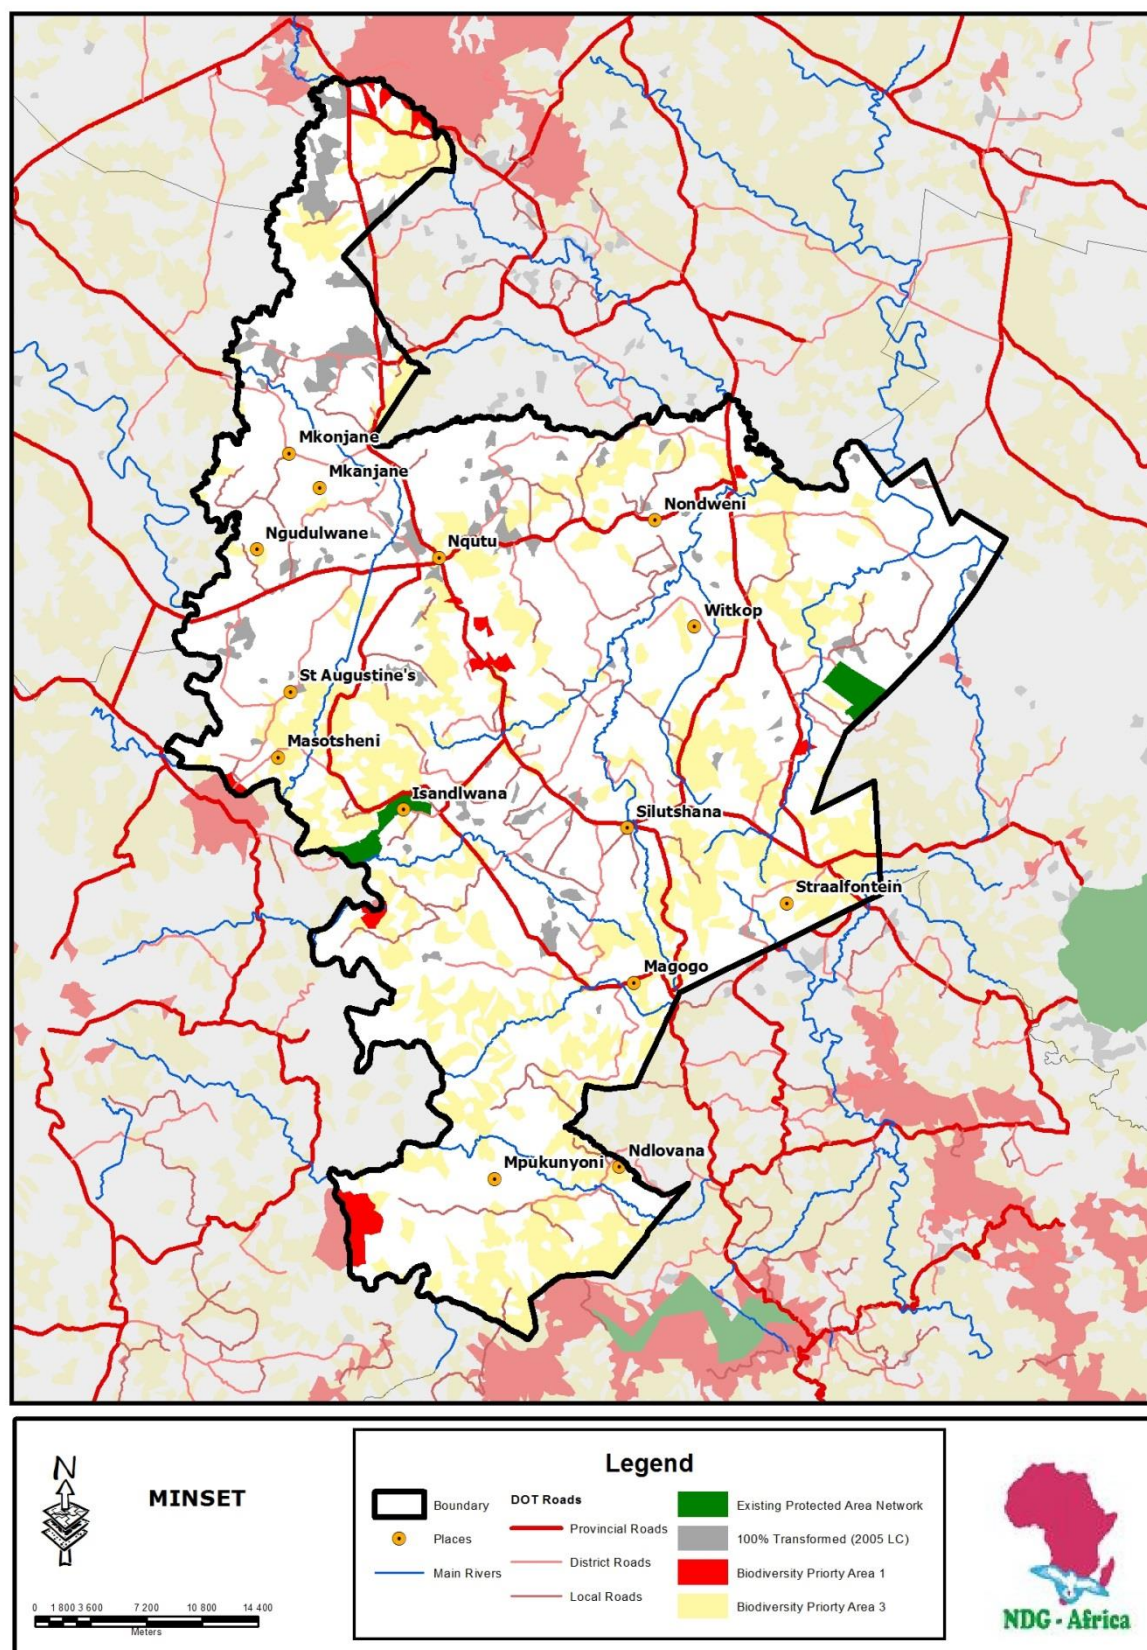 Mkonjane
Mkanjane
Nondweni
Ngudulwane
Nqutu
Witkop
St Augustine's
Masotsheni
Isandlwana
Silutshana
Straalfontein
Magogo
Ndlovana
Mpukunyoni
N
MINSET
0 1 800 3 600 7 200 10 800 14 400
Meters
Legend
Boundary
Places
Main Rivers
DOT Roads
Provincial Roads
District Roads
Local Roads
Existing Protected Area Network
100% Transformed (2005 LC)
Biodiversity Priorty Area 1
Biodiversity Priorty Area 3
NDG - Africa